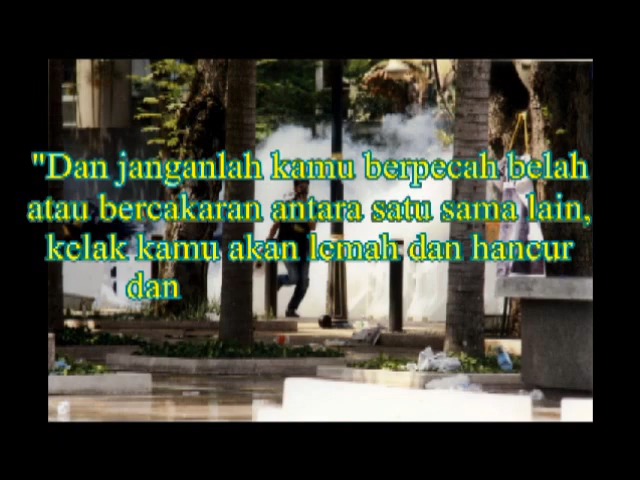 "Dan janganlah kamu berpecah belah
atau bercakaran antara satu sama lain,
kelak kamu akan lemah dan hancur
dan